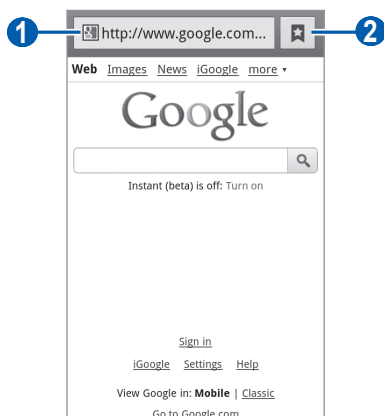 1
http://www.google.com...
2
Web Images News iGoogle more
Google
Instant (beta) is off: Turn on
Sign in
iGoogle Settings Help
View Google in: Mobile | Classic
Go to Google.com